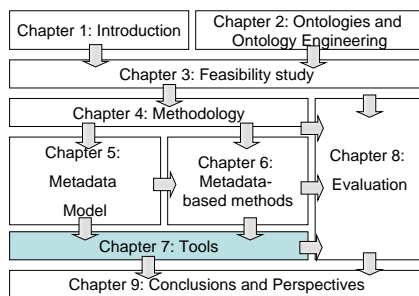 Chapter 1: Introduction
Chapter 2: Ontologies and
Ontology Engineering
Chapter 3: Feasibility study
Chapter 4: Methodology
Chapter 5:
Metadata
Model
Chapter 6:
Metadata-
based methods
Chapter 8:
Evaluation
Chapter 7: Tools
Chapter 9: Conclusions and Perspectives